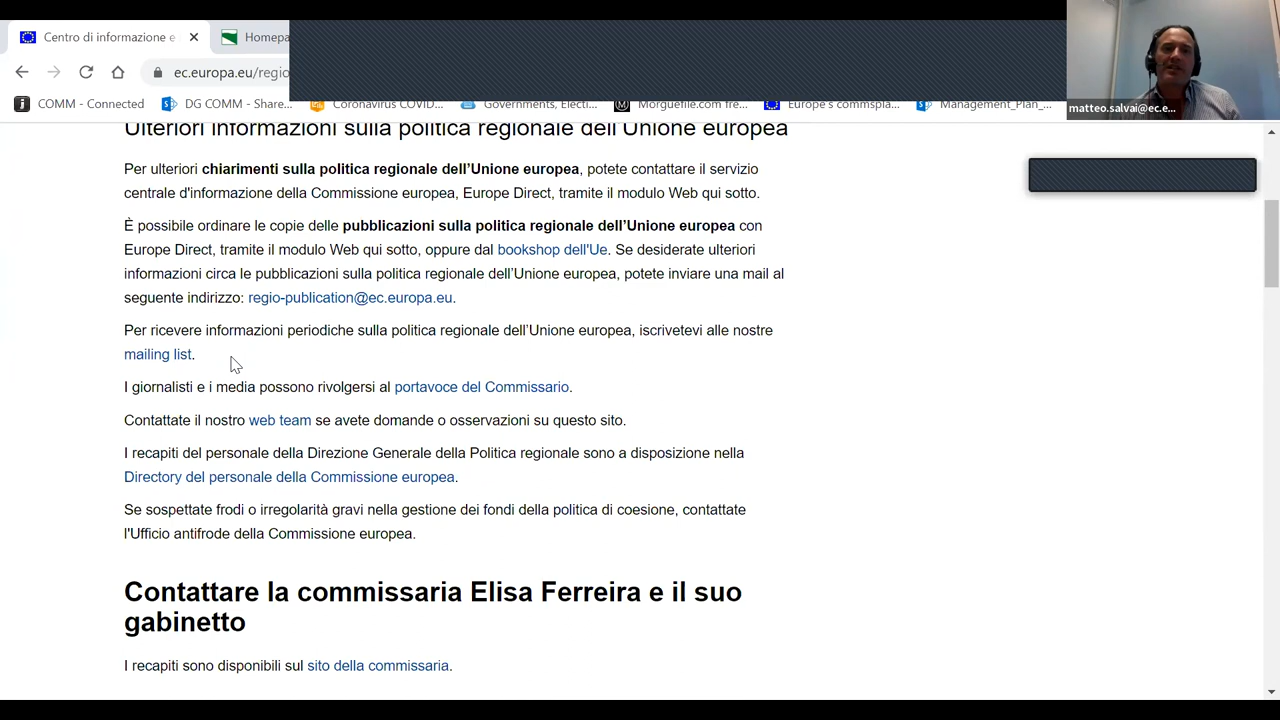 Centro di informazione e
Homepa
ec.europa.eu/regio
COMM - Connected
DG COMM - Share...
Coronavirus COVID...
Governments, Electi...
Morguefile.com fre...
Europe's commspla...
Management_Plan_...
matteo.salvai@ec.e...
Ulteriori informazioni sulla politica regionale dell'Unione europea
Per ulteriori chiarimenti sulla politica regionale dell’Unione europea, potete contattare il servizio
centrale d'informazione della Commissione europea, Europe Direct, tramite il modulo Web qui sotto.
È possibile ordinare le copie delle pubblicazioni sulla politica regionale dell’Unione europea con
Europe Direct, tramite il modulo Web qui sotto, oppure dal bookshop dell'Ue. Se desiderate ulteriori
informazioni circa le pubblicazioni sulla politica regionale dell’Unione europea, potete inviare una mail al
seguente indirizzo: regio-publication@ec.europa.eu.
Per ricevere informazioni periodiche sulla politica regionale dell’Unione europea, iscrivetevi alle nostre
mailing list.
I giornalisti e i media possono rivolgersi al portavoce del Commissario.
Contattate il nostro web team se avete domande o osservazioni su questo sito.
I recapiti del personale della Direzione Generale della Politica regionale sono a disposizione nella
Directory del personale della Commissione europea.
Se sospettate frodi o irregolarità gravi nella gestione dei fondi della politica di coesione, contattate
l'Ufficio antifrode della Commissione europea.
Contattare la commissaria Elisa Ferreira e il suo
gabinetto
I recapiti sono disponibili sul sito della commissaria.